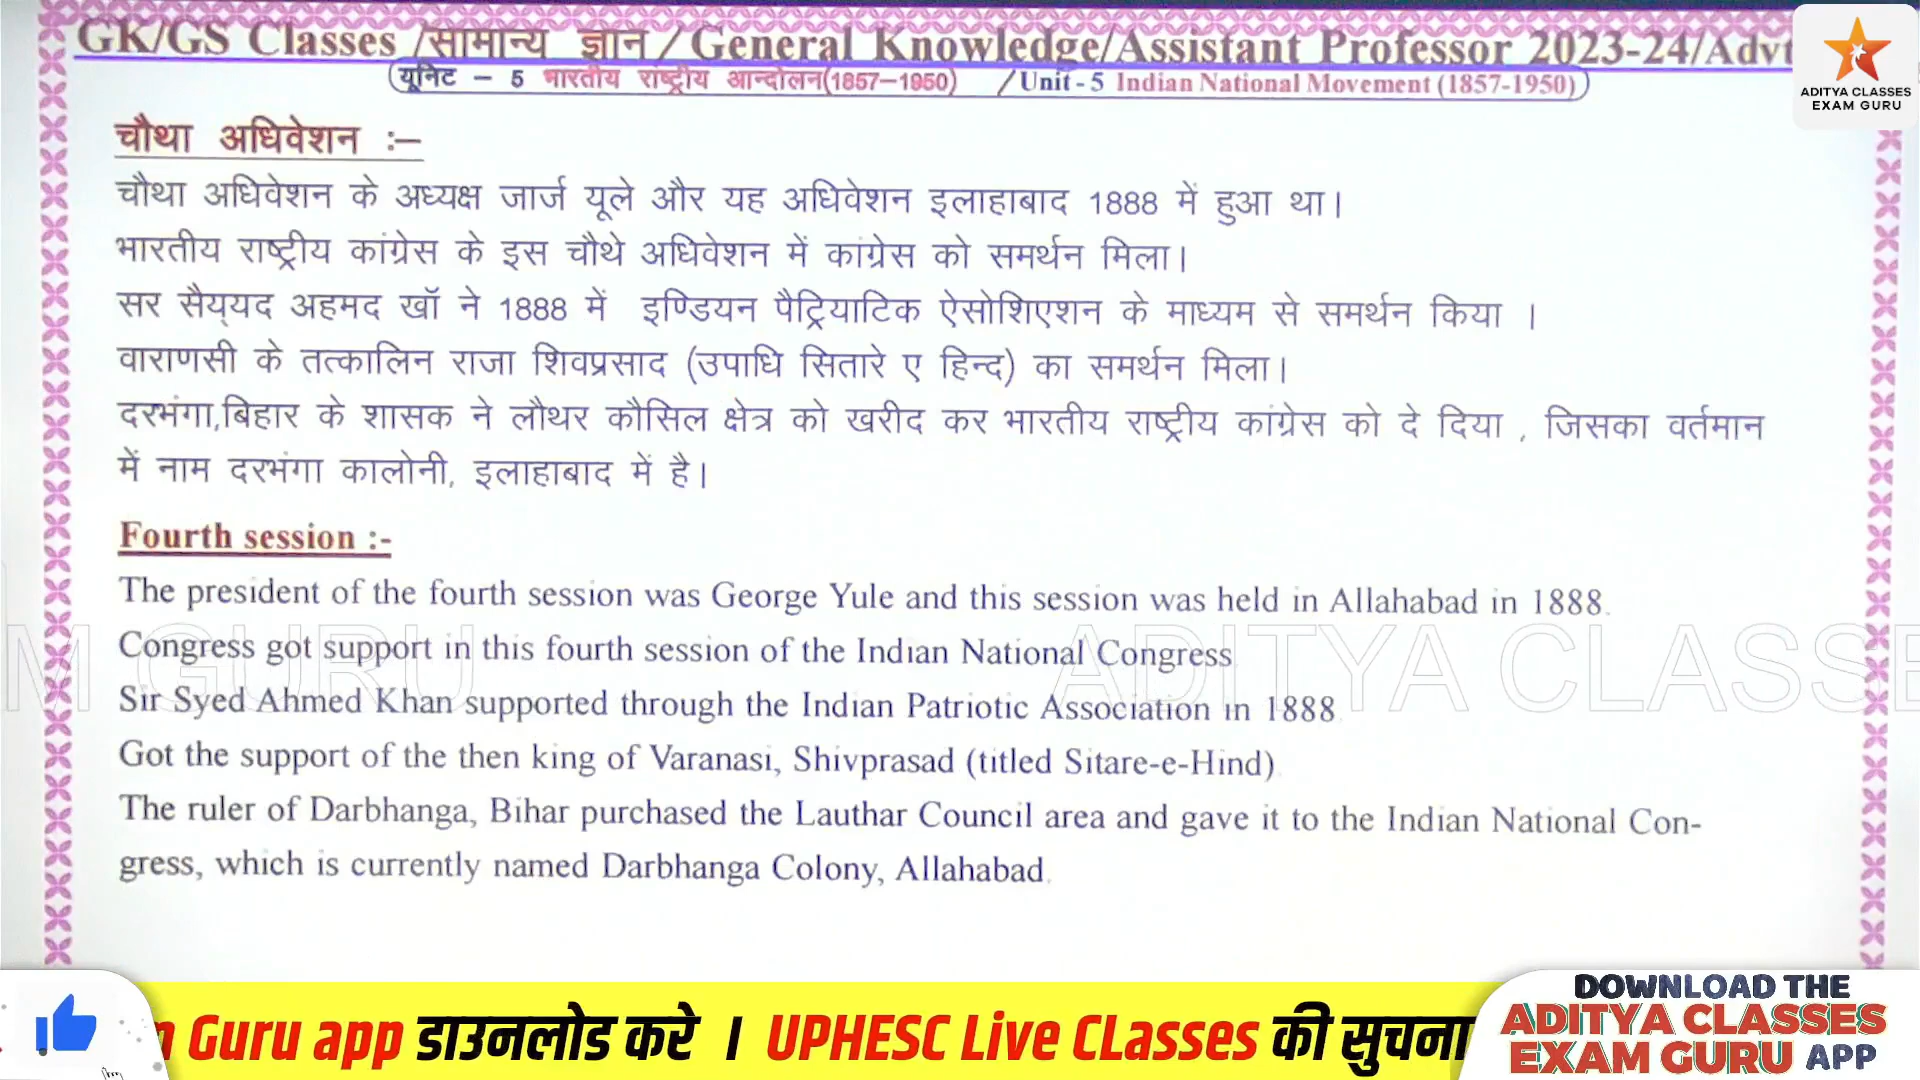 GK/GS Classes /सामान्य ज्ञान / General Knowledge/Assistant Professor 2023-24/Advt
यूनिट – 5 भारतीय राष्ट्रीय आन्दोलन(1857–1950) / Unit - 5 Indian National Movement (1857-1950)
ADITYA CLASSES
EXAM GURU
चौथा अधिवेशन :–
चौथा अधिवेशन के अध्यक्ष जार्ज यूले और यह अधिवेशन इलाहाबाद 1888 में हुआ था।
भारतीय राष्ट्रीय कांग्रेस के इस चौथे अधिवेशन में कांग्रेस को समर्थन मिला।
सर सैय्यद अहमद खॉ ने 1888 में इण्डियन पैट्रियाटिक ऐसोशिएशन के माध्यम से समर्थन किया ।
वाराणसी के तत्कालिन राजा शिवप्रसाद (उपाधि सितारे ए हिन्द) का समर्थन मिला।
दरभंगा,बिहार के शासक ने लौथर कौसिल क्षेत्र को खरीद कर भारतीय राष्ट्रीय कांग्रेस को दे दिया , जिसका वर्तमान
में नाम दरभंगा कालोनी, इलाहाबाद में है।
Fourth session :-
The president of the fourth session was George Yule and this session was held in Allahabad in 1888.
Congress got support in this fourth session of the Indian National Congress
Sir Syed Ahmed Khan supported through the Indian Patriotic Association in 1888
Got the support of the then king of Varanasi, Shivprasad (titled Sitare-e-Hind)
The ruler of Darbhanga, Bihar purchased the Lauthar Council area and gave it to the Indian National Con-
gress, which is currently named Darbhanga Colony, Allahabad.
M GURU ADITYA CLASSE
m Guru app डाउनलोड करे । UPHESC Live CLasses की सुचना
DOWNLOAD THE
ADITYA CLASSES
EXAM GURU APP